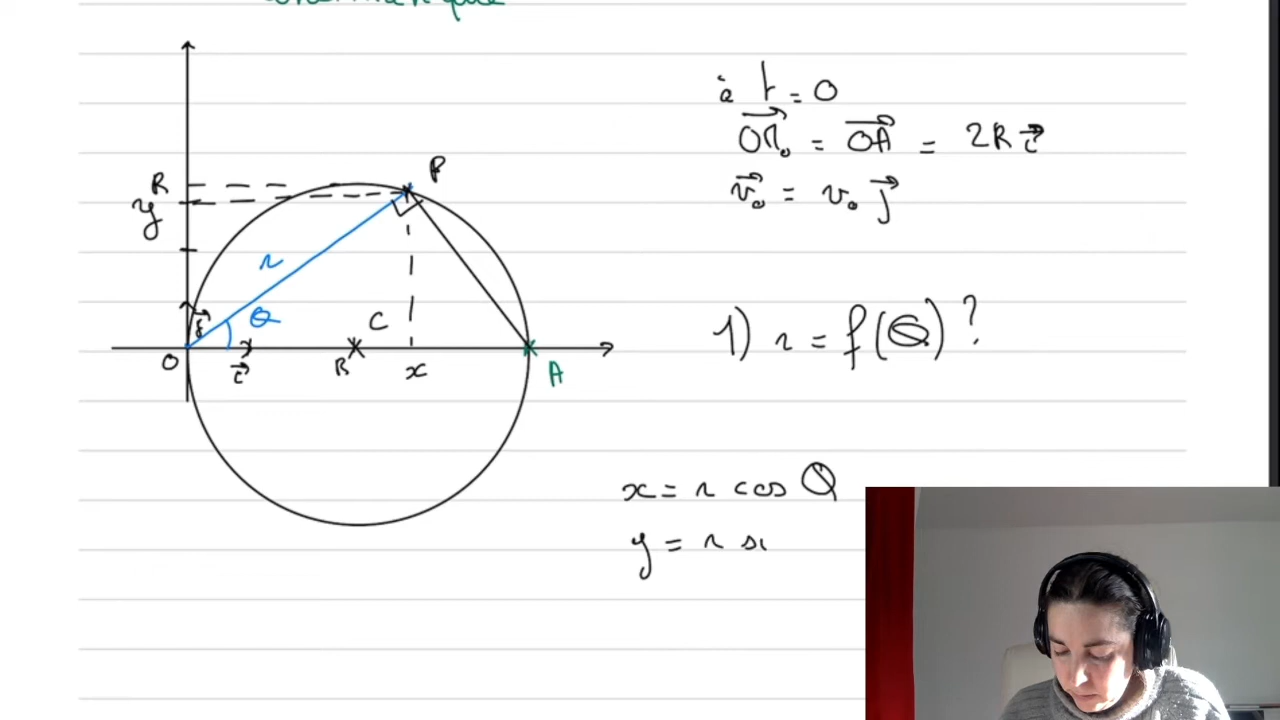 à t = 0
OM₀ = OA = 2R i
v₀ = v₀ j
P
R
y
r
θ
j
C
O
i
R
x
A
1) r = f(θ) ?
x = r cos θ
y = r si